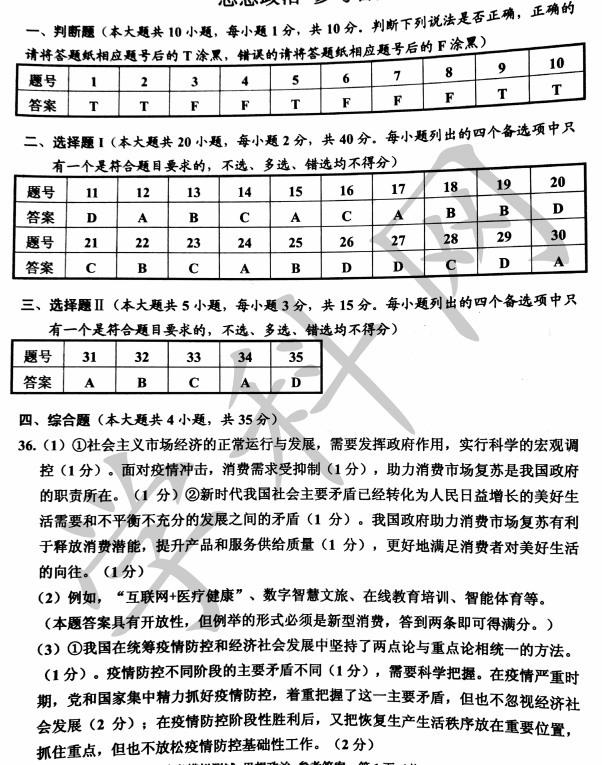 一、判断题（本大题共 10 小题，每小题 1 分，共 10 分。判断下列说法是否正确，正确的
请将答题纸相应题号后的 T 涂黑，错误的请将答题纸相应题号后的 F 涂黑）
题号 1 2 3 4 5 6 7 8 9 10
答案 T T F F T F F F T T
二、选择题 I（本大题共 20 小题，每小题 2 分，共 40 分。每小题列出的四个备选项中只
有一个是符合题目要求的，不选、多选、错选均不得分）
题号 11 12 13 14 15 16 17 18 19 20
答案 D A B C A C A B B D
题号 21 22 23 24 25 26 27 28 29 30
答案 C B C A B D D C D A
三、选择题Ⅱ（本大题共 5 小题，每小题 3 分，共 15 分。每小题列出的四个备选项中只
有一个是符合题目要求的，不选、多选、错选均不得分）
题号 31 32 33 34 35
答案 A B C A D
四、综合题（本大题共 4 小题，共 35 分）
36.（1）①社会主义市场经济的正常运行与发展，需要发挥政府作用，实行科学的宏观调
控（1 分）。面对疫情冲击，消费需求受抑制（1 分），助力消费市场复苏是我国政府
的职责所在。（1 分）②新时代我国社会主要矛盾已经转化为人民日益增长的美好生
活需要和不平衡不充分的发展之间的矛盾（1 分）。我国政府助力消费市场复苏有利
于释放消费潜能，提升产品和服务供给质量（1 分），更好地满足消费者对美好生活
的向往。（1 分）
（2）例如，“互联网+医疗健康”、数字智慧文旅、在线教育培训、智能体育等。
（本题答案具有开放性，但例举的形式必须是新型消费，答到两条即可得满分。）
（3）①我国在统筹疫情防控和经济社会发展中坚持了两点论与重点论相统一的方法。
（1 分）。疫情防控不同阶段的主要矛盾不同（1 分），需要科学把握。在疫情严重时
期，党和国家集中精力抓好疫情防控，着重把握了这一主要矛盾，但也不忽视经济社
会发展（2 分）；在疫情防控阶段性胜利后，又把恢复生产生活秩序放在重要位置，
抓住重点，但也不放松疫情防控基础性工作。（2 分）
学科网